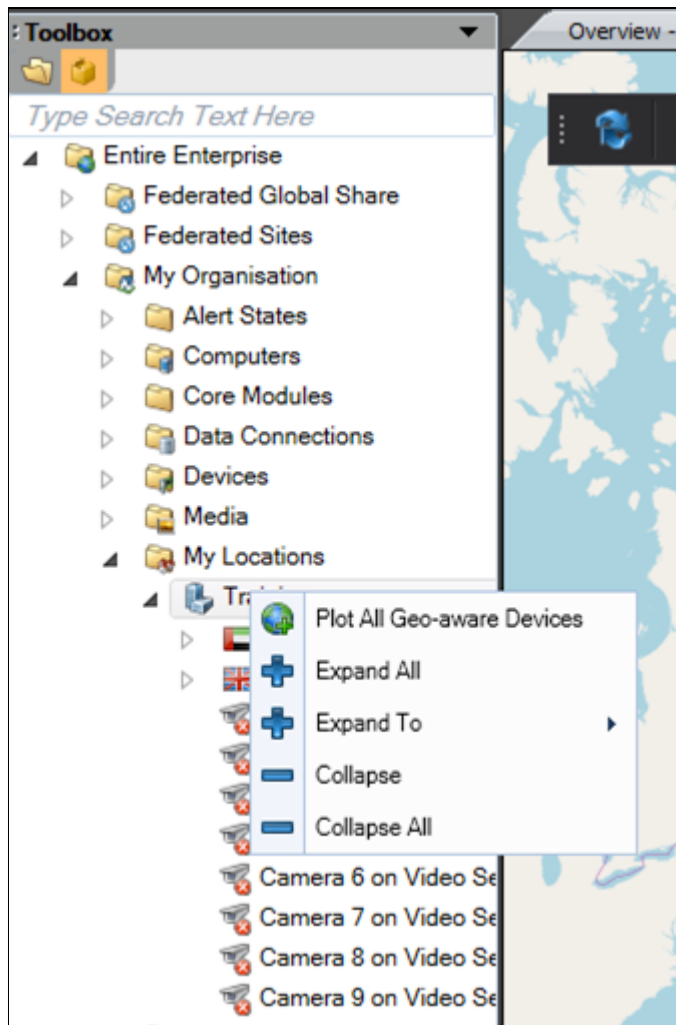 Toolbox
Overview -
Type Search Text Here
Entire Enterprise
Federated Global Share
Federated Sites
My Organisation
Alert States
Computers
Core Modules
Data Connections
Devices
Media
My Locations
Plot All Geo-aware Devices
Expand All
Expand To
Collapse
Collapse All
Camera 6 on Video Se
Camera 7 on Video Se
Camera 8 on Video Se
Camera 9 on Video Se